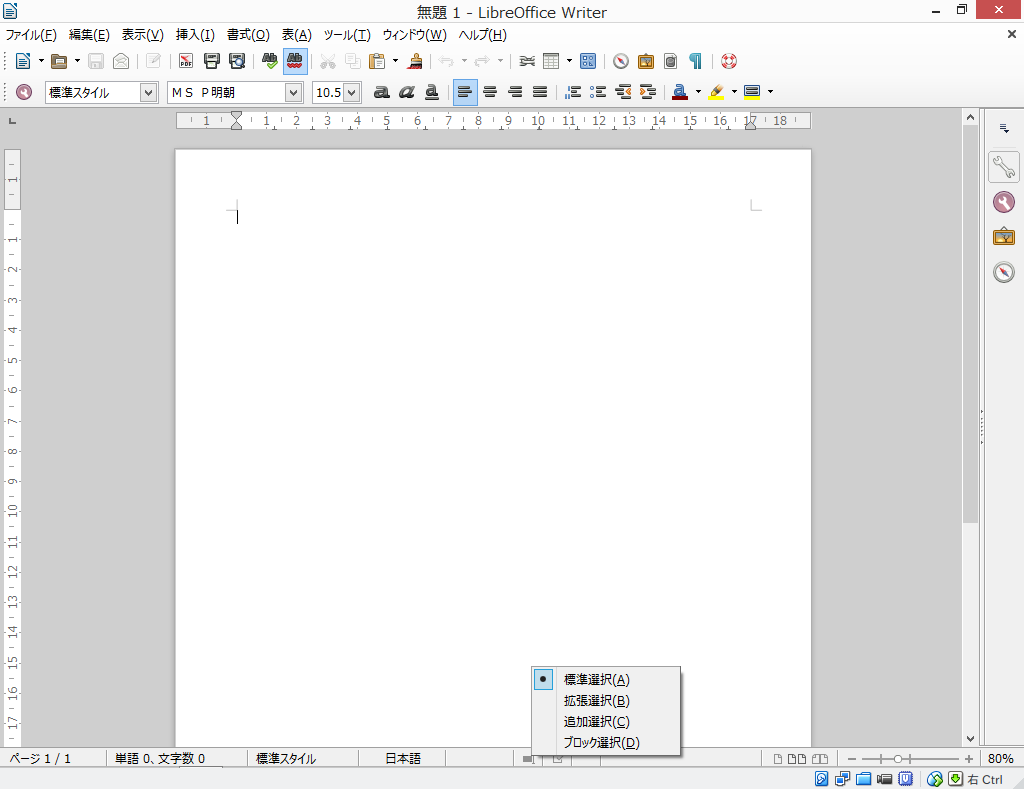 無題 1 - LibreOffice Writer
ファイル(F) 編集(E) 表示(V) 挿入(I) 書式(O) 表(A) ツール(T) ウィンドウ(W) ヘルプ(H)
標準スタイル ＭＳ Ｐ明朝 10.5
1 1 2 3 4 5 6 7 8 9 10 11 12 13 14 15 16 17 18
1
1
2
3
4
5
6
7
8
9
10
11
12
13
14
15
16
17
標準選択(A)
拡張選択(B)
追加選択(C)
ブロック選択(D)
ページ 1 / 1 単語 0、文字数 0 標準スタイル 日本語 80%
右 Ctrl